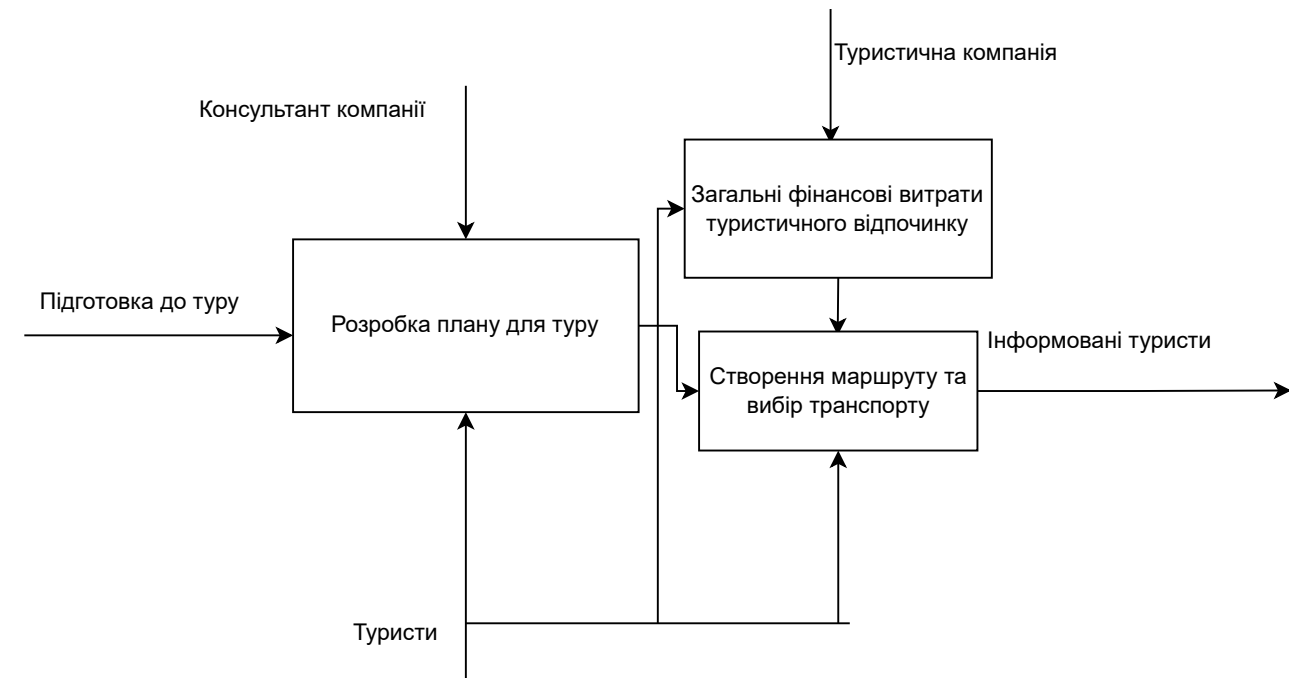 Туристична компанія
Консультант компанії
Загальні фінансові витрати
туристичного відпочинку
Підготовка до туру
Розробка плану для туру
Інформовані туристи
Створення маршруту та
вибір транспорту
Туристи